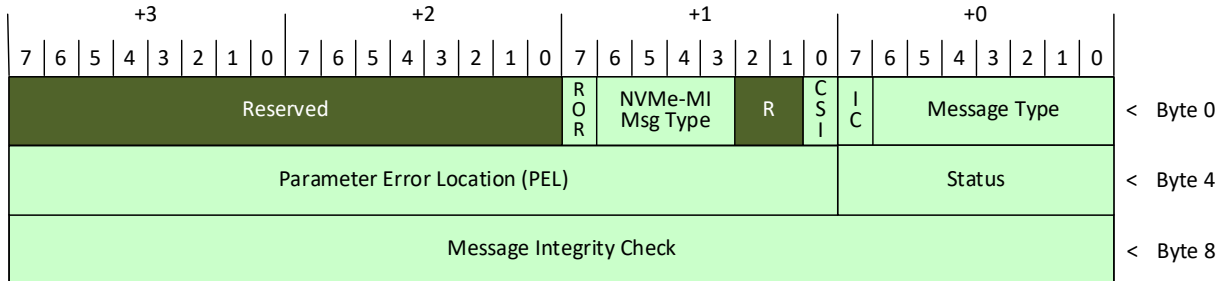 +3 +2 +1 +0
7 6 5 4 3 2 1 0 7 6 5 4 3 2 1 0 7 6 5 4 3 2 1 0 7 6 5 4 3 2 1 0
Reserved ROR NVMe-MI Msg Type R CSI IC Message Type < Byte 0
Parameter Error Location (PEL) Status < Byte 4
Message Integrity Check < Byte 8